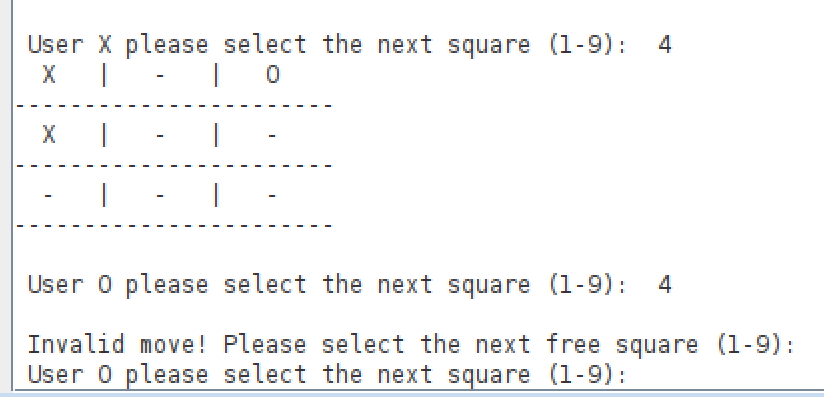 User X please select the next square (1-9):  4
X   |   -   |   O
-----------------------
X   |   -   |   -
-----------------------
-   |   -   |   -
-----------------------
User O please select the next square (1-9):  4
Invalid move! Please select the next free square (1-9):
User O please select the next square (1-9):